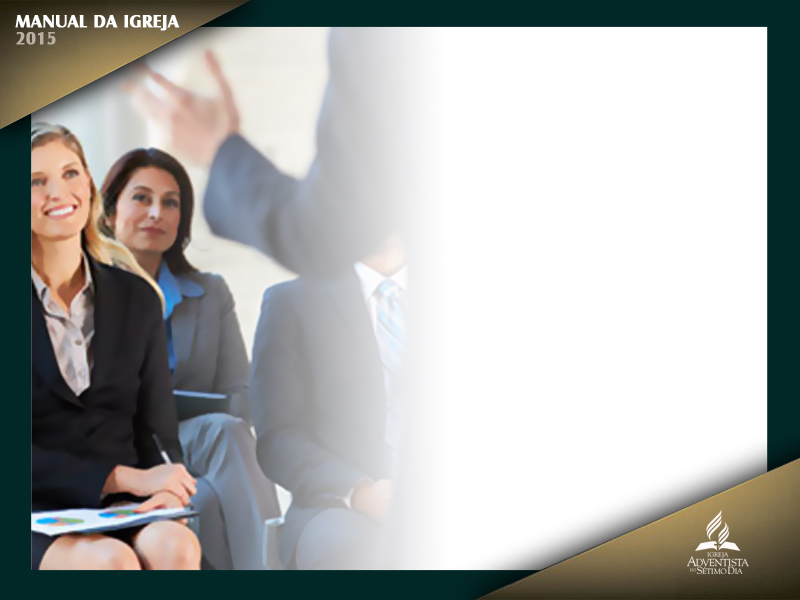 MANUAL DA IGREJA
2015
IGREJA
ADVENTISTA
DO SÉTIMO DIA